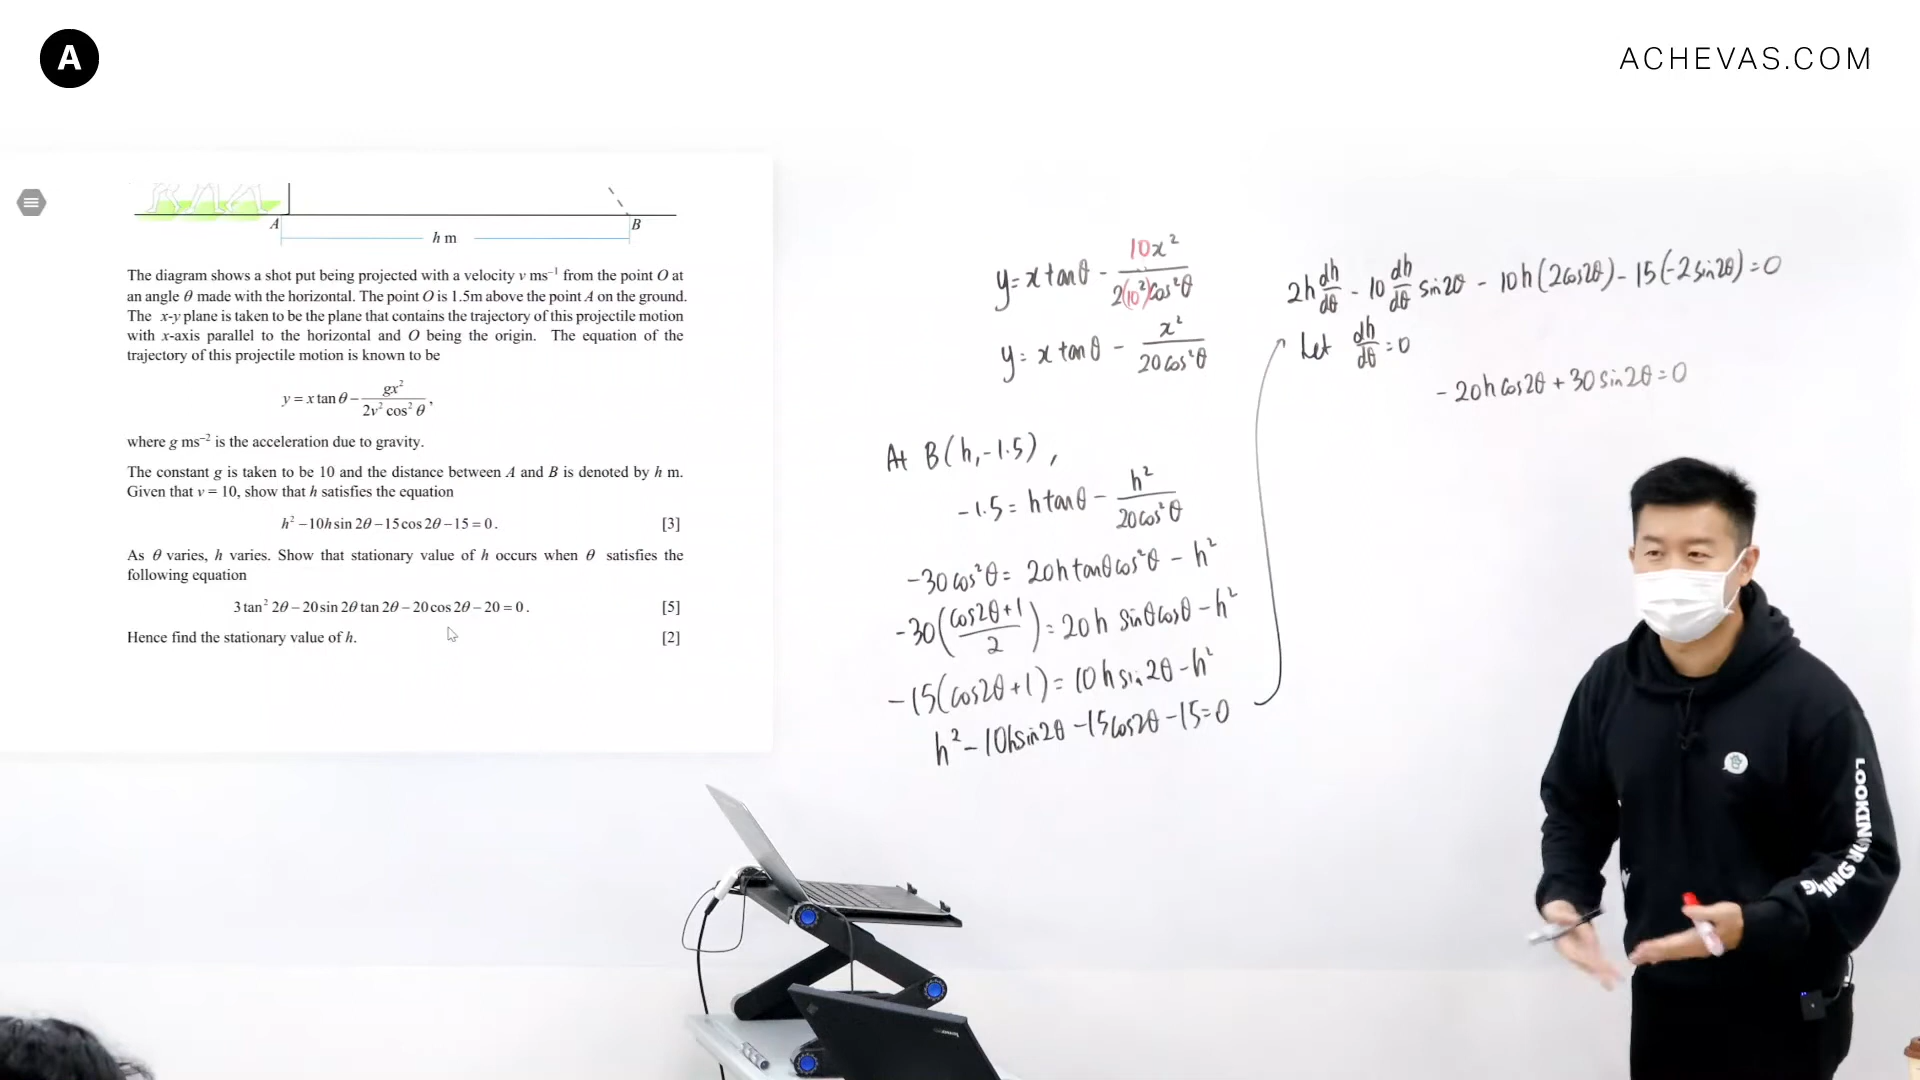 A
ACHEVAS.COM
A
B
h m
The diagram shows a shot put being projected with a velocity v ms⁻¹ from the point O at
an angle θ made with the horizontal. The point O is 1.5m above the point A on the ground.
The x-y plane is taken to be the plane that contains the trajectory of this projectile motion
with x-axis parallel to the horizontal and O being the origin. The equation of the
trajectory of this projectile motion is known to be
y = x tan θ − gx² / 2v² cos² θ ,
where g ms⁻² is the acceleration due to gravity.
The constant g is taken to be 10 and the distance between A and B is denoted by h m.
Given that v = 10, show that h satisfies the equation
h² − 10h sin 2θ − 15 cos 2θ − 15 = 0. [3]
As θ varies, h varies. Show that stationary value of h occurs when θ satisfies the
following equation
3 tan² 2θ − 20 sin 2θ tan 2θ − 20 cos 2θ − 20 = 0. [5]
Hence find the stationary value of h. [2]
y = x tanθ − 10x² / 2(10²)cos²θ
y = x tanθ − x² / 20cos²θ
At B(h, −1.5) ,
−1.5 = h tanθ − h² / 20cos²θ
−30cos²θ = 20h tanθcos²θ − h²
−30( cos2θ+1 / 2 ) = 20h sinθcosθ − h²
−15(cos2θ+1) = 10h sin2θ − h²
h² − 10hsin2θ − 15cos2θ − 15 = 0
2h dh/dθ − 10 dh/dθ sin2θ − 10h(2cos2θ) − 15(−2sin2θ) = 0
Let dh/dθ = 0
−20h cos2θ + 30 sin2θ = 0